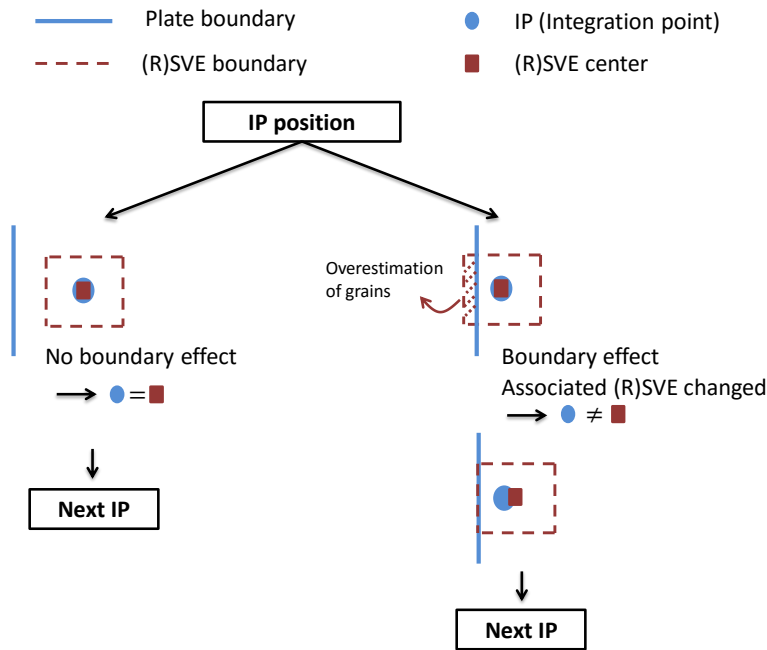 Plate boundary
IP (Integration point)
(R)SVE boundary
(R)SVE center
IP position
Overestimation
of grains
No boundary effect
=
Boundary effect
Associated (R)SVE changed
≠
Next IP
Next IP